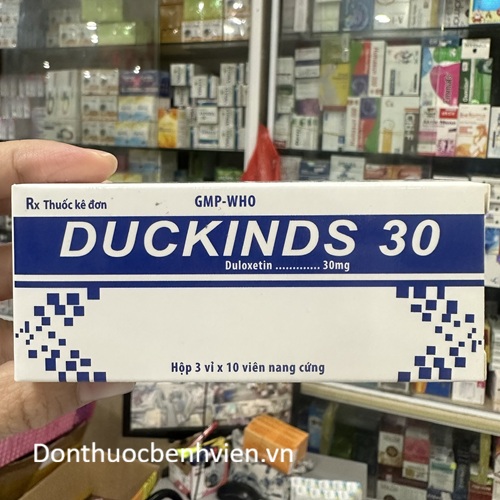 Rx Thuốc kê đơn
GMP-WHO
DUCKINDS 30
Duloxetin ............. 30mg
Hộp 3 vỉ x 10 viên nang cứng
Donthuocbenhvien.vn